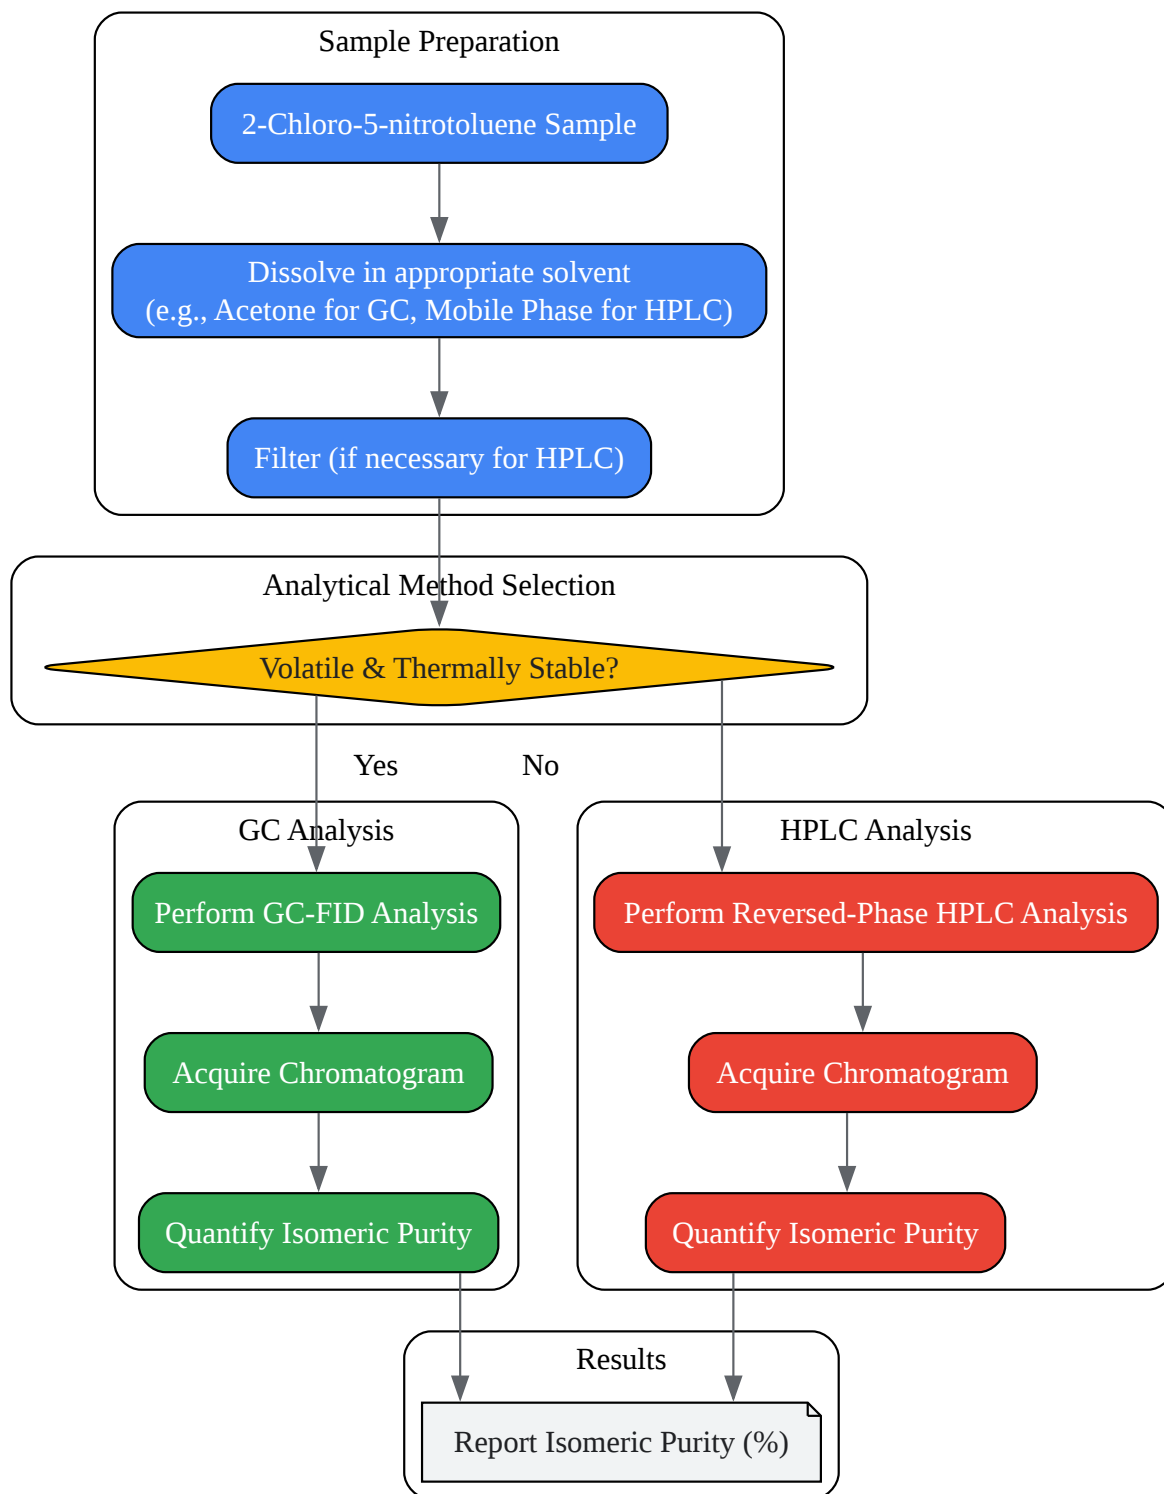 Sample Preparation
2-Chloro-5-nitrotoluene Sample
Dissolve in appropriate solvent
(e.g., Acetone for GC, Mobile Phase for HPLC)
Filter (if necessary for HPLC)
Analytical Method Selection
Volatile & Thermally Stable?
Yes
No
GC Analysis
Perform GC-FID Analysis
Acquire Chromatogram
Quantify Isomeric Purity
HPLC Analysis
Perform Reversed-Phase HPLC Analysis
Acquire Chromatogram
Quantify Isomeric Purity
Results
Report Isomeric Purity (%)